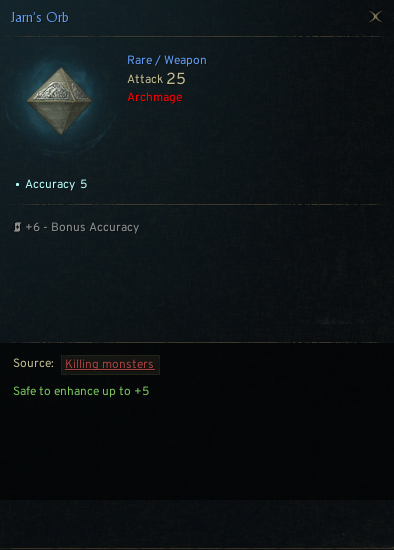 Jarn's Orb
Rare / Weapon
Attack 25
Archmage
• Accuracy 5
+6 - Bonus Accuracy
Source: Killing monsters
Safe to enhance up to +5